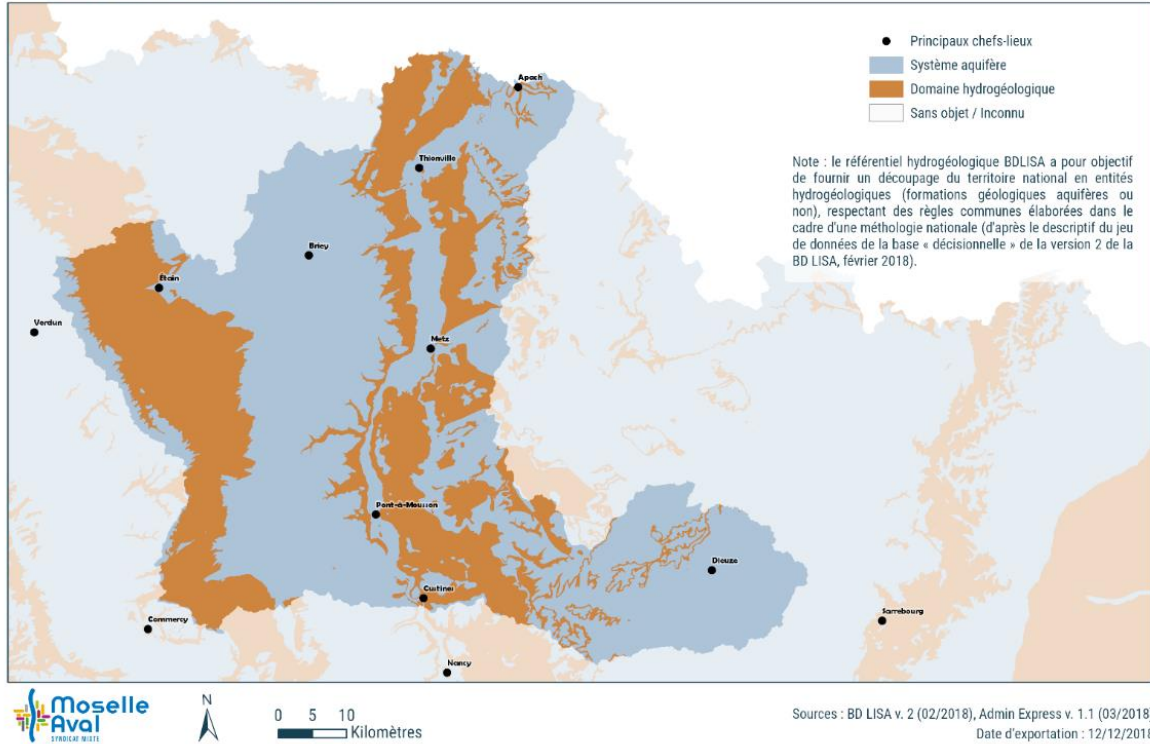 Principaux chefs-lieux
Système aquifère
Domaine hydrogéologique
Sans objet / Inconnu
Note : le référentiel hydrogéologique BDLISA a pour objectif
de fournir un découpage du territoire national en entités
hydrogéologiques (formations géologiques aquifères ou
non), respectant des règles communes élaborées dans le
cadre d'une méthologie nationale (d'après le descriptif du jeu
de données de la base « décisionnelle » de la version 2 de la
BD LISA, février 2018).
Apach
Thionville
Briey
Étain
Verdun
Metz
Pont-à-Mousson
Dieuze
Custines
Commercy
Sarrebourg
Nancy
Moselle
Aval
SYNDICAT MIXTE
N
0 5 10
Kilomètres
Sources : BD LISA v. 2 (02/2018), Admin Express v. 1.1 (03/2018)
Date d'exportation : 12/12/2018